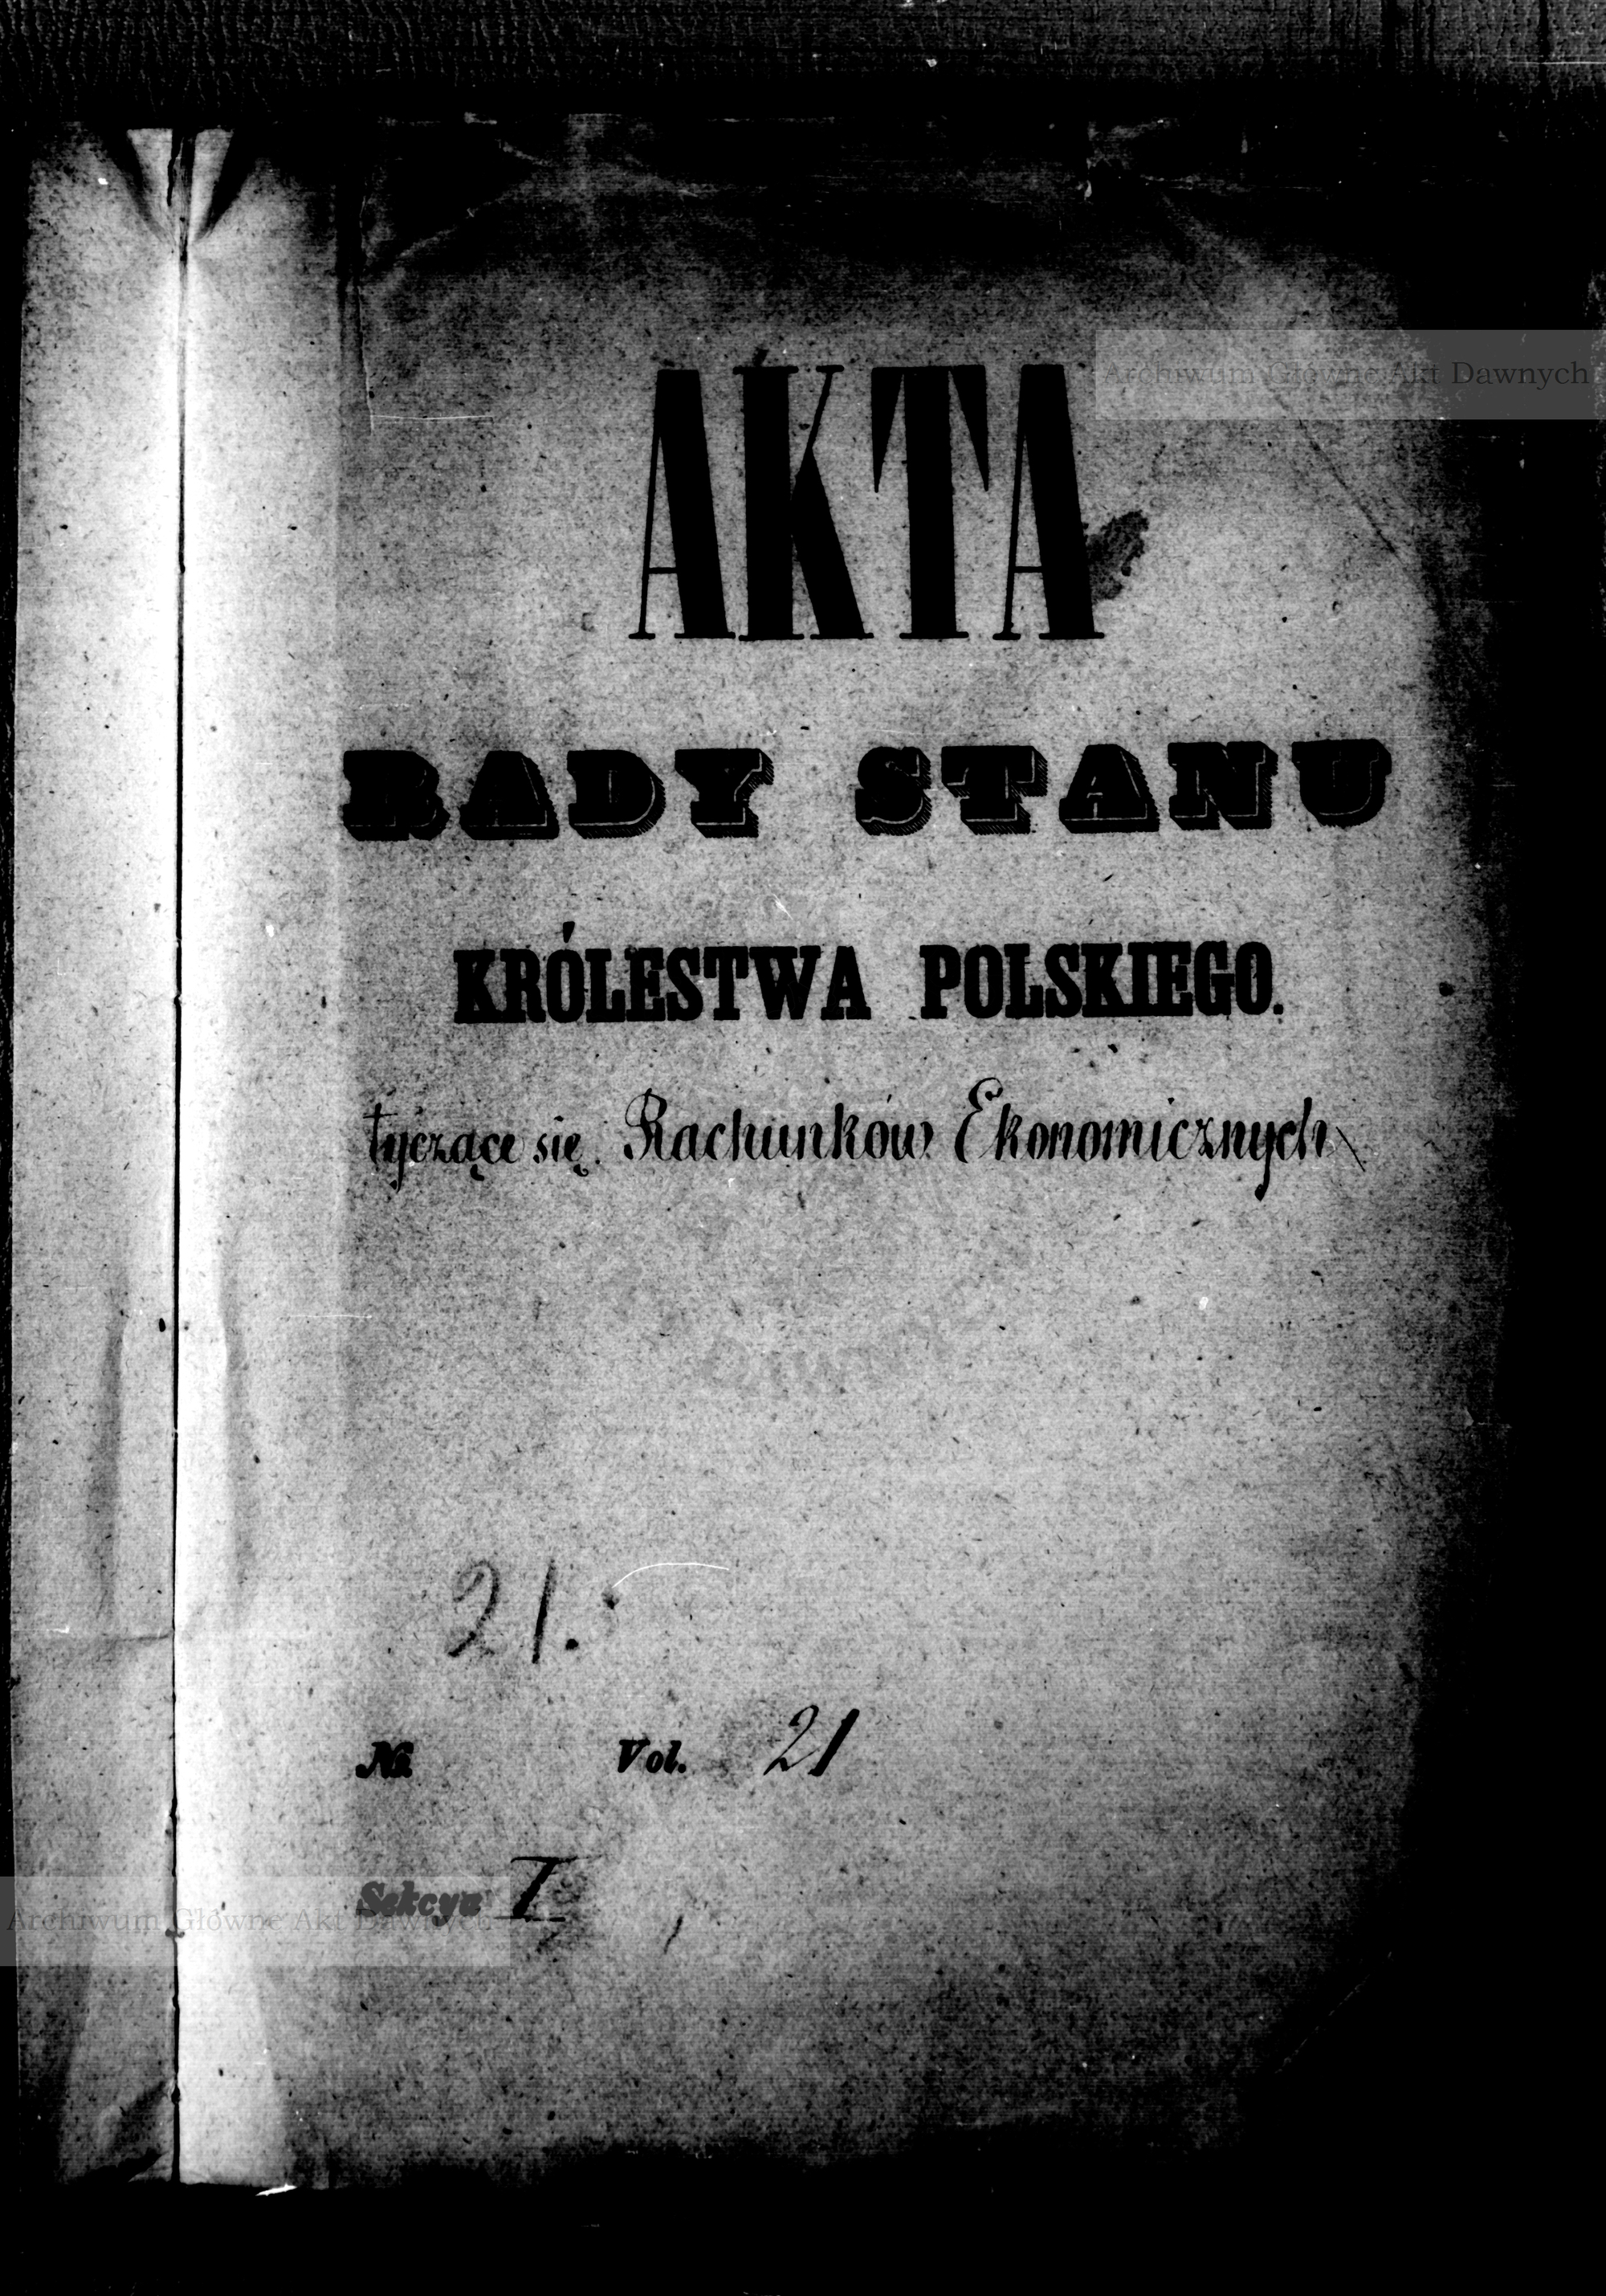 Archiwum Główne Akt Dawnych
AKTA
RADY STANU
KRÓLESTWA POLSKIEGO.
tyczące się Rachunków Ekonomicznych
21.
№ Vol. 21
Sekcya I
Archiwum Główne Akt Dawnych